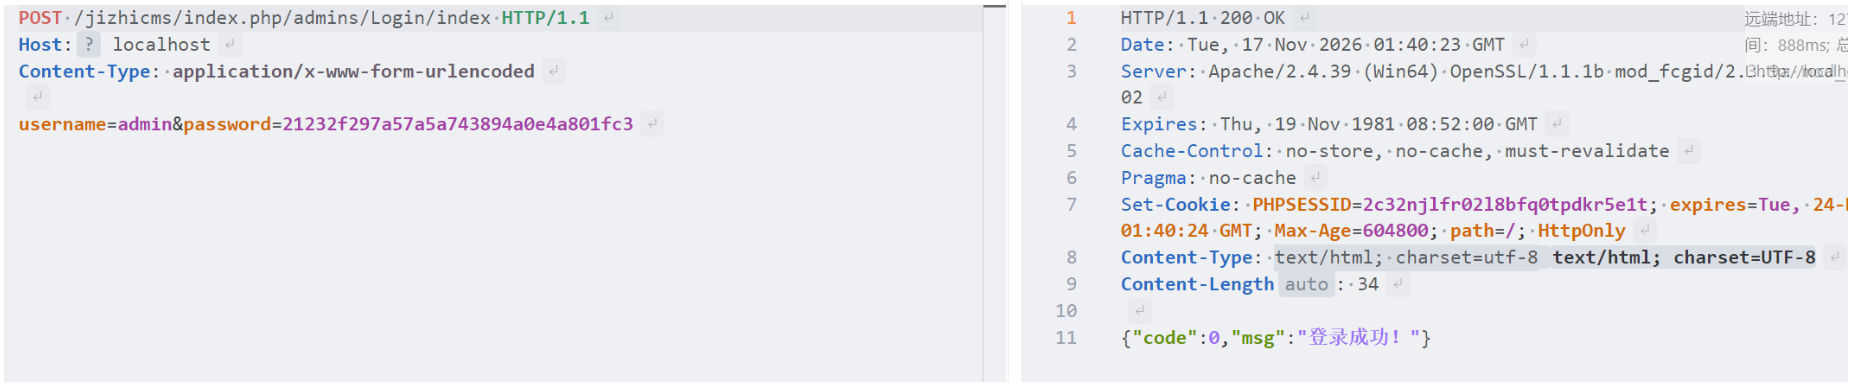 POST /jizhicms/index.php/admins/Login/index HTTP/1.1
Host: ? localhost
Content-Type: application/x-www-form-urlencoded
username=admin&password=21232f297a57a5a743894a0e4a801fc3
1 HTTP/1.1 200 OK
远端地址: 127
2 Date: Tue, 17 Nov 2026 01:40:23 GMT
间: 888ms; 总
3 Server: Apache/2.4.39 (Win64) OpenSSL/1.1.1b mod_fcgid/2.
02
4 Expires: Thu, 19 Nov 1981 08:52:00 GMT
5 Cache-Control: no-store, no-cache, must-revalidate
6 Pragma: no-cache
7 Set-Cookie: PHPSESSID=2c32njlfr02l8bfq0tpdkr5e1t; expires=Tue, 24-
01:40:24 GMT; Max-Age=604800; path=/; HttpOnly
8 Content-Type: text/html; charset=utf-8 text/html; charset=UTF-8
9 Content-Length auto : 34
10
11 {"code":0,"msg":"登录成功！"}